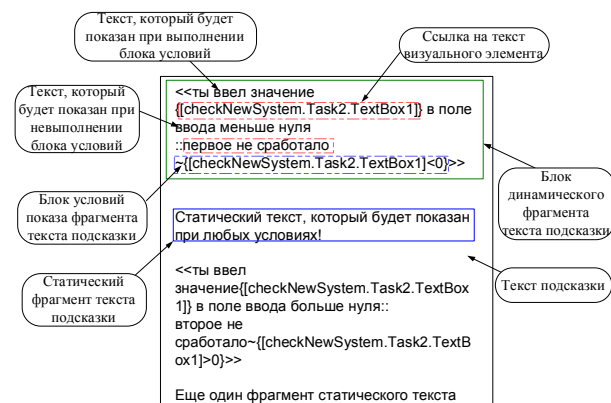 Текст, который будет
показан при выполнении
блока условий
Ссылка на текст
визуального элемента
Текст, который
будет показан при
невыполнении
блока условий
<<ты ввел значение
{[checkNewSystem.Task2.TextBox1]} в поле
ввода меньше нуля
::первое не сработало
~{[checkNewSystem.Task2.TextBox1]<0}>>
Блок условий
показа фрагмента
текста подсказки
Блок
динамического
фрагмента
текста подсказки
Статический текст, который будет показан
при любых условиях!
Статический
фрагмент текста
подсказки
Текст подсказки
<<ты ввел
значение{[checkNewSystem.Task2.TextBox
1]} в поле ввода больше нуля::
второе не
сработало~{[checkNewSystem.Task2.TextB
ox1]>0}>>
Еще один фрагмент статического текста